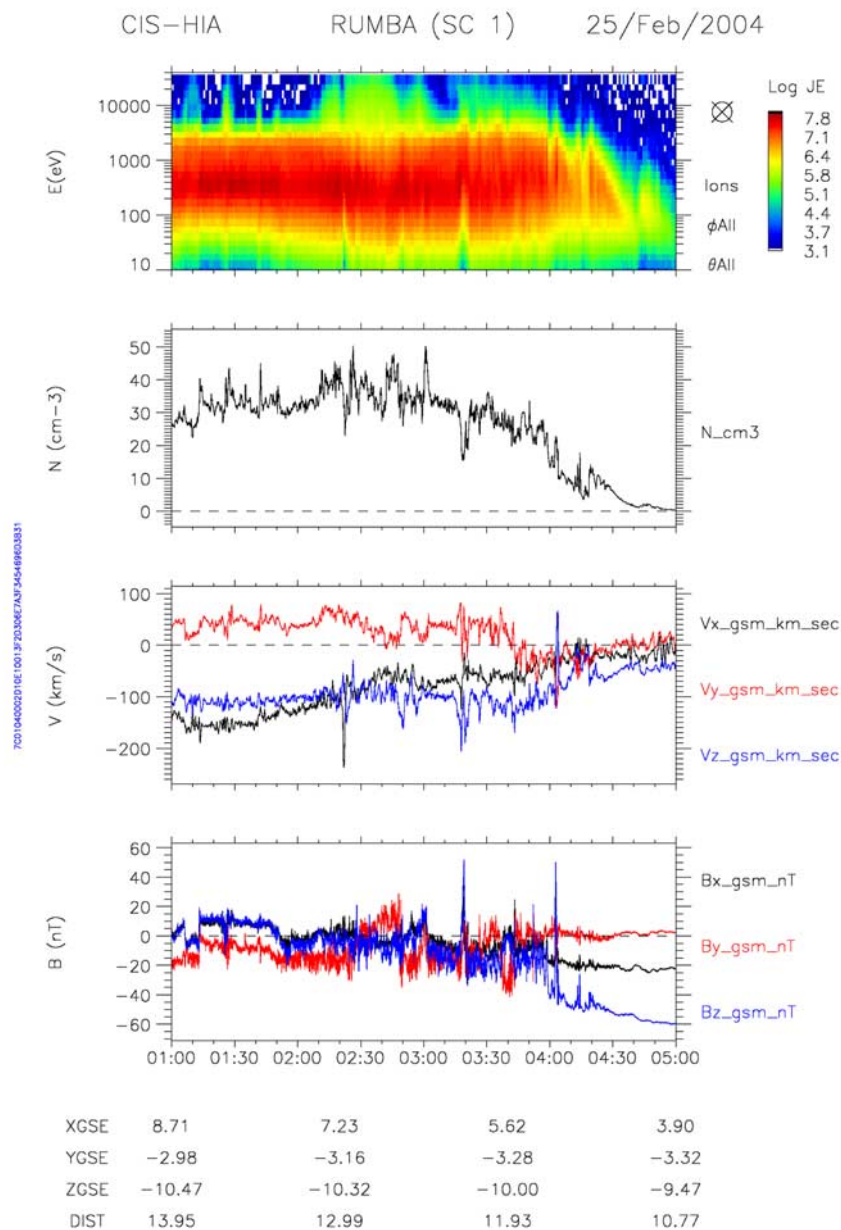 CIS-HIA RUMBA (SC 1) 25/Feb/2004
Log JE
10000
1000
100
10
E(eV)
Ions
ϕAll
θAll
7.8
7.1
6.4
5.8
5.1
4.4
3.7
3.1
50
40
30
20
10
0
N (cm-3)
N_cm3
100
0
-100
-200
V (km/s)
Vx_gsm_km_sec
Vy_gsm_km_sec
Vz_gsm_km_sec
60
40
20
0
-20
-40
-60
B (nT)
Bx_gsm_nT
By_gsm_nT
Bz_gsm_nT
01:00 01:30 02:00 02:30 03:00 03:30 04:00 04:30 05:00
XGSE 8.71 7.23 5.62 3.90
YGSE -2.98 -3.16 -3.28 -3.32
ZGSE -10.47 -10.32 -10.00 -9.47
DIST 13.95 12.99 11.93 10.77